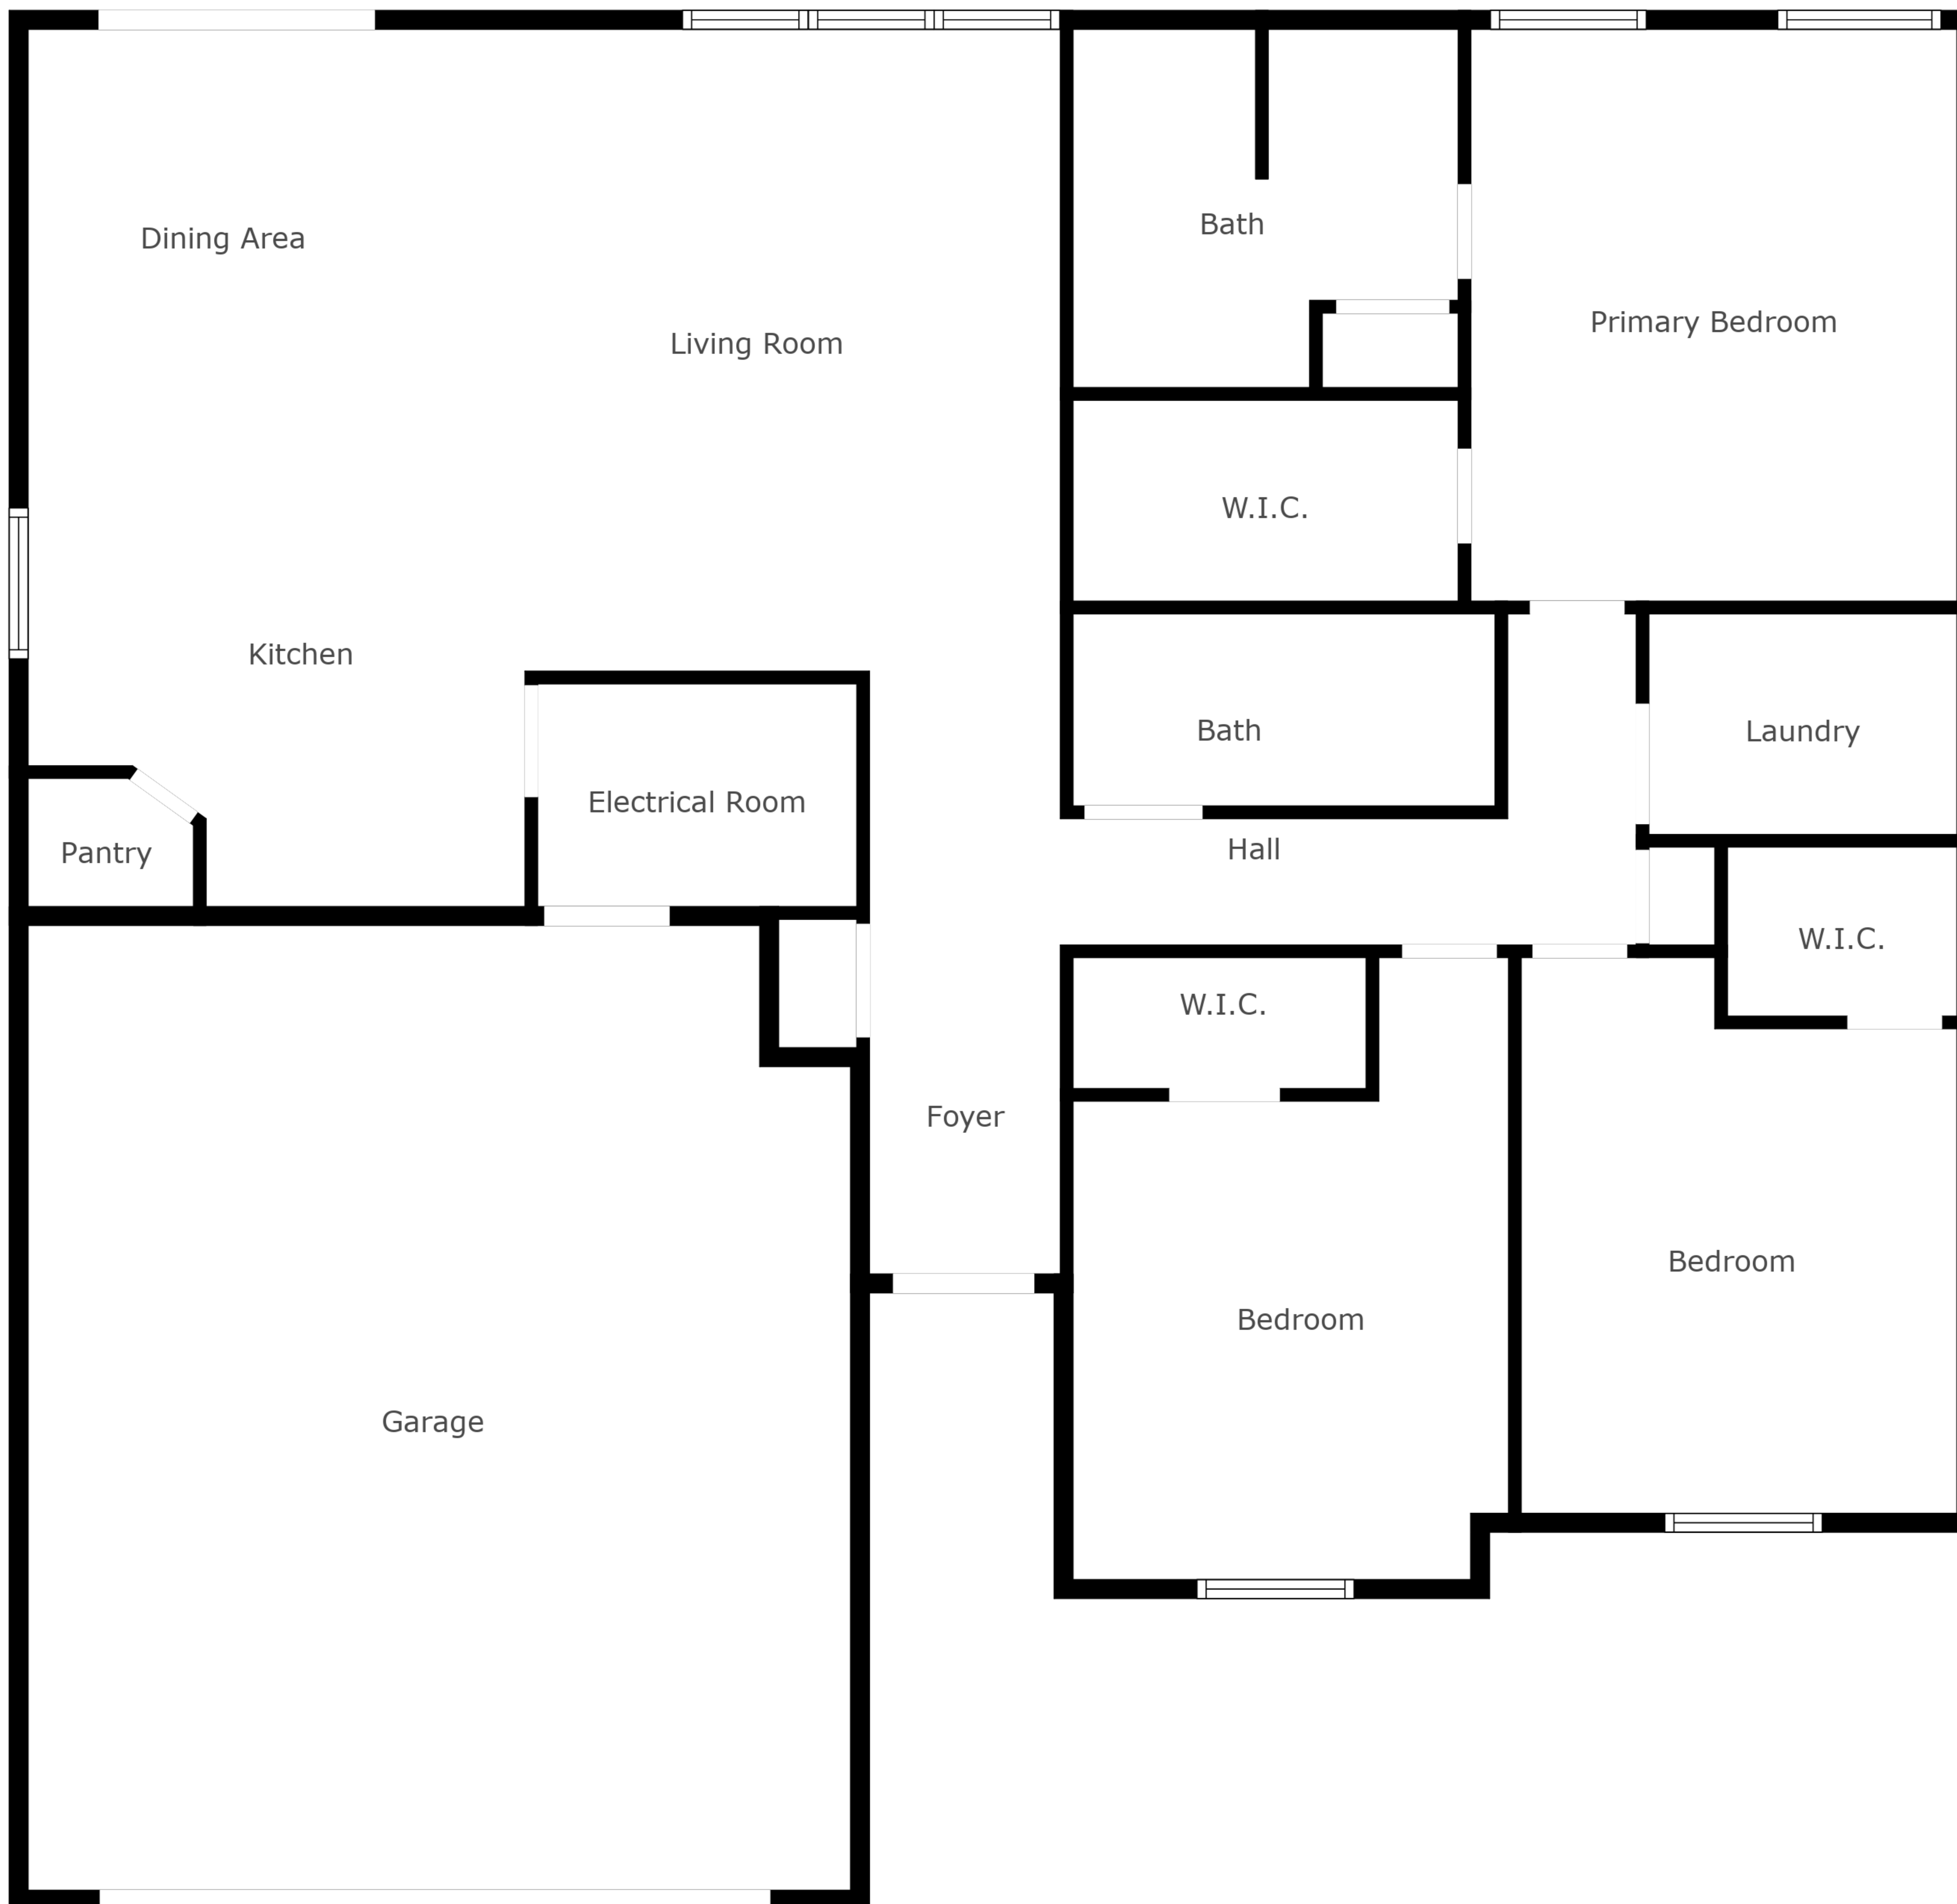 Bath
Dining Area
Primary Bedroom
Living Room
W.I.C.
Kitchen
Bath
Laundry
Electrical Room
Hall
Pantry
W.I.C.
W.I.C.
Foyer
Bedroom
Bedroom
Garage